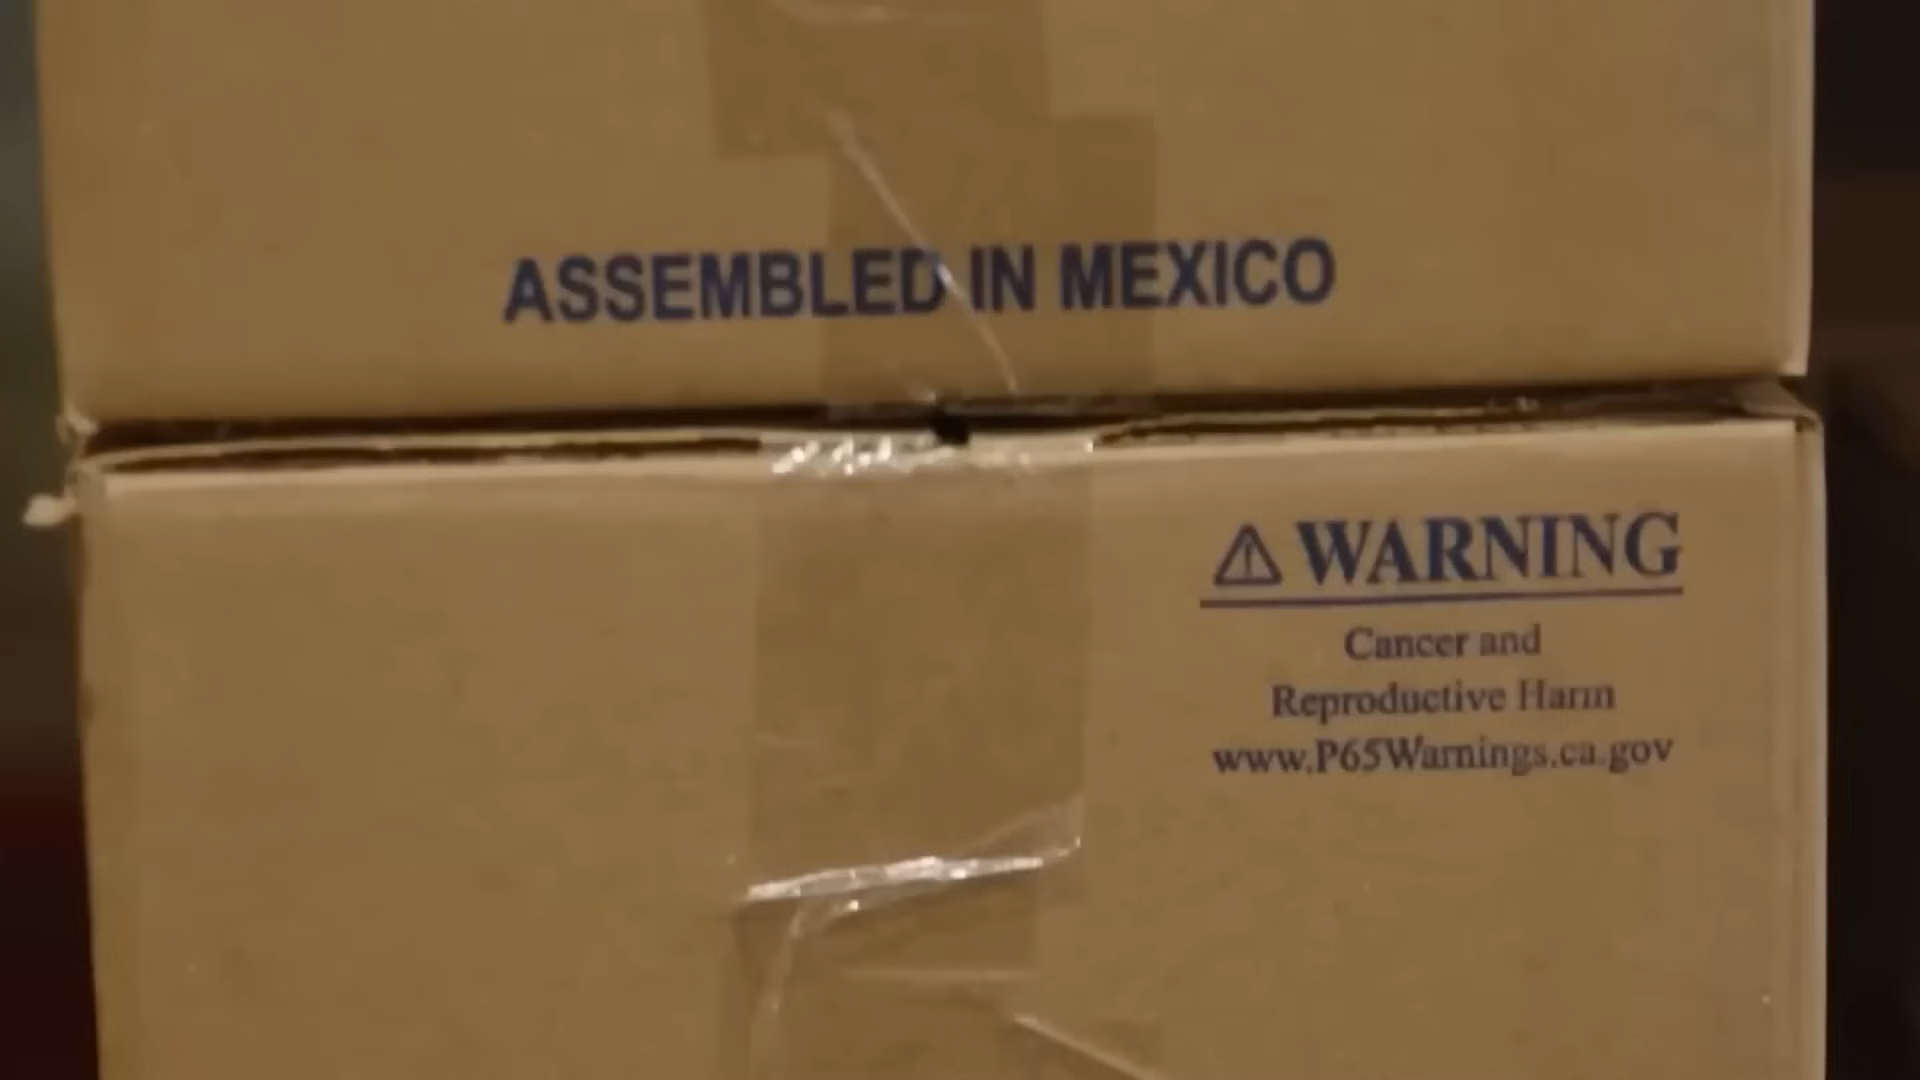 ASSEMBLED IN MEXICO
⚠ WARNING
Cancer and
Reproductive Harm
www.P65Warnings.ca.gov